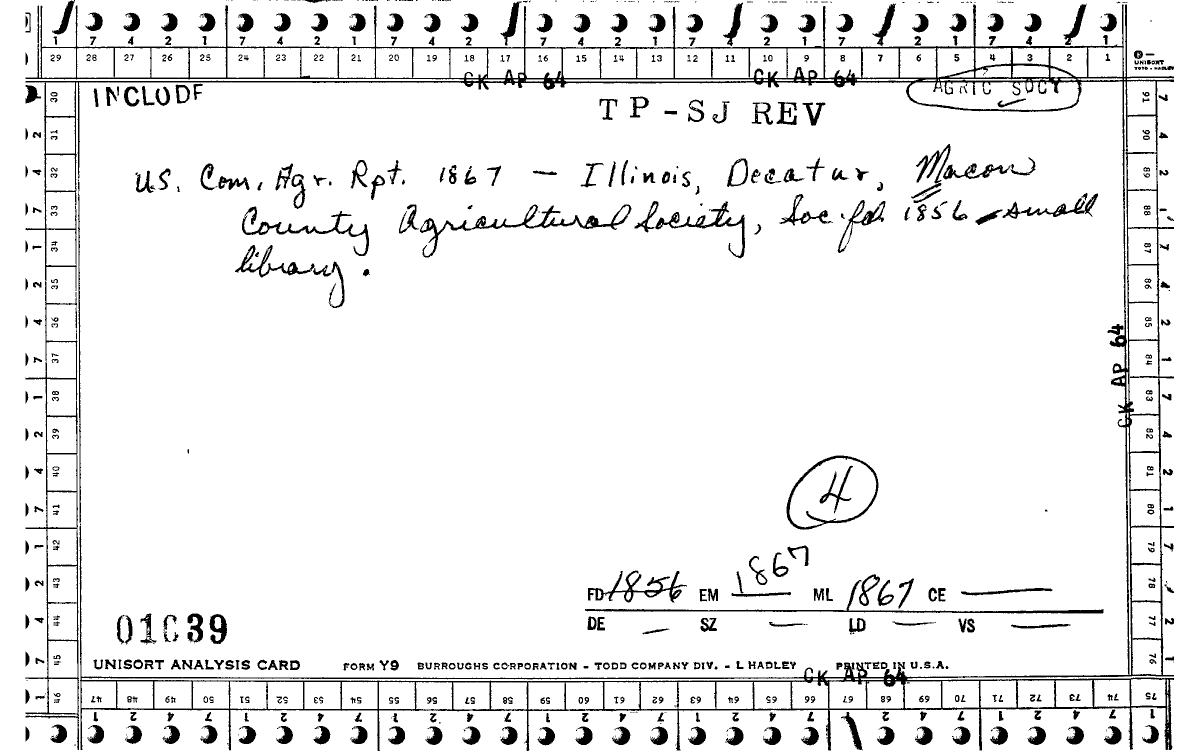 7 4 2 1 7 4 2 1 7 4 2 1 7 4 2 1 7 4 2 1 7 4 2 1 7 4 2 1
29 28 27 26 25 24 23 22 21 20 19 18 17 16 15 14 13 12 11 10 9 8 7 6 5 4 3 2 1
UNISORT
TODD - HADLEY
CK AP 64 CK AP 64
INCLUDE
AGRIC SOCY
TP-SJ REV
U.S. Com. Agr. Rpt. 1867 — Illinois, Decatur, Macon
County Agricultural Society, Soc. fd. 1856 - small
library.
CK AP 64
4
FD 1856 EM 1867 ML 1867 CE —
DE — SZ — LD — VS —
01039
UNISORT ANALYSIS CARD FORM Y9 BURROUGHS CORPORATION - TODD COMPANY DIV. - L HADLEY PRINTED IN U.S.A.
CK AP 64
30 31 32 33 34 35 36 37 38 39 40 41 42 43 44 45 46
91 90 89 88 87 86 85 84 83 82 81 80 79 78 77 76 75
47 48 49 50 51 52 53 54 55 56 57 58 59 60 61 62 63 64 65 66 67 68 69 70 71 72 73 74